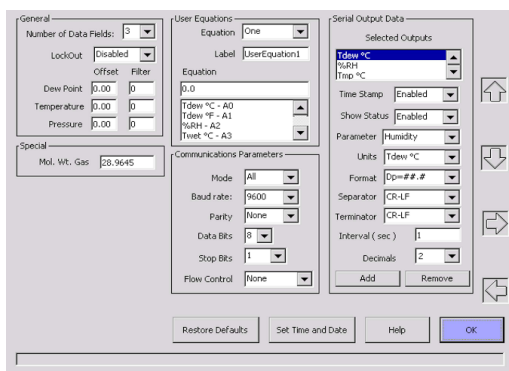 General
Number of Data Fields: 3
LockOut Disabled
Offset Filter
Dew Point 0.00 0
Temperature 0.00 0
Pressure 0.00 0
Special
Mol. Wt. Gas 28.9645
User Equations
Equation One
Label UserEquation1
Equation
0.0
Tdew °C - A0
Tdew °F - A1
%RH - A2
Twet °C - A3
Communications Parameters
Mode All
Baud rate: 9600
Parity None
Data Bits 8
Stop Bits 1
Flow Control None
Serial Output Data
Selected Outputs
Tdew °C
%RH
Tmp °C
Time Stamp Enabled
Show Status Enabled
Parameter Humidity
Units Tdew °C
Format Dp=##.#
Separator CR-LF
Terminator CR-LF
Interval ( sec ) 1
Decimals 2
Add Remove
Restore Defaults Set Time and Date Help OK